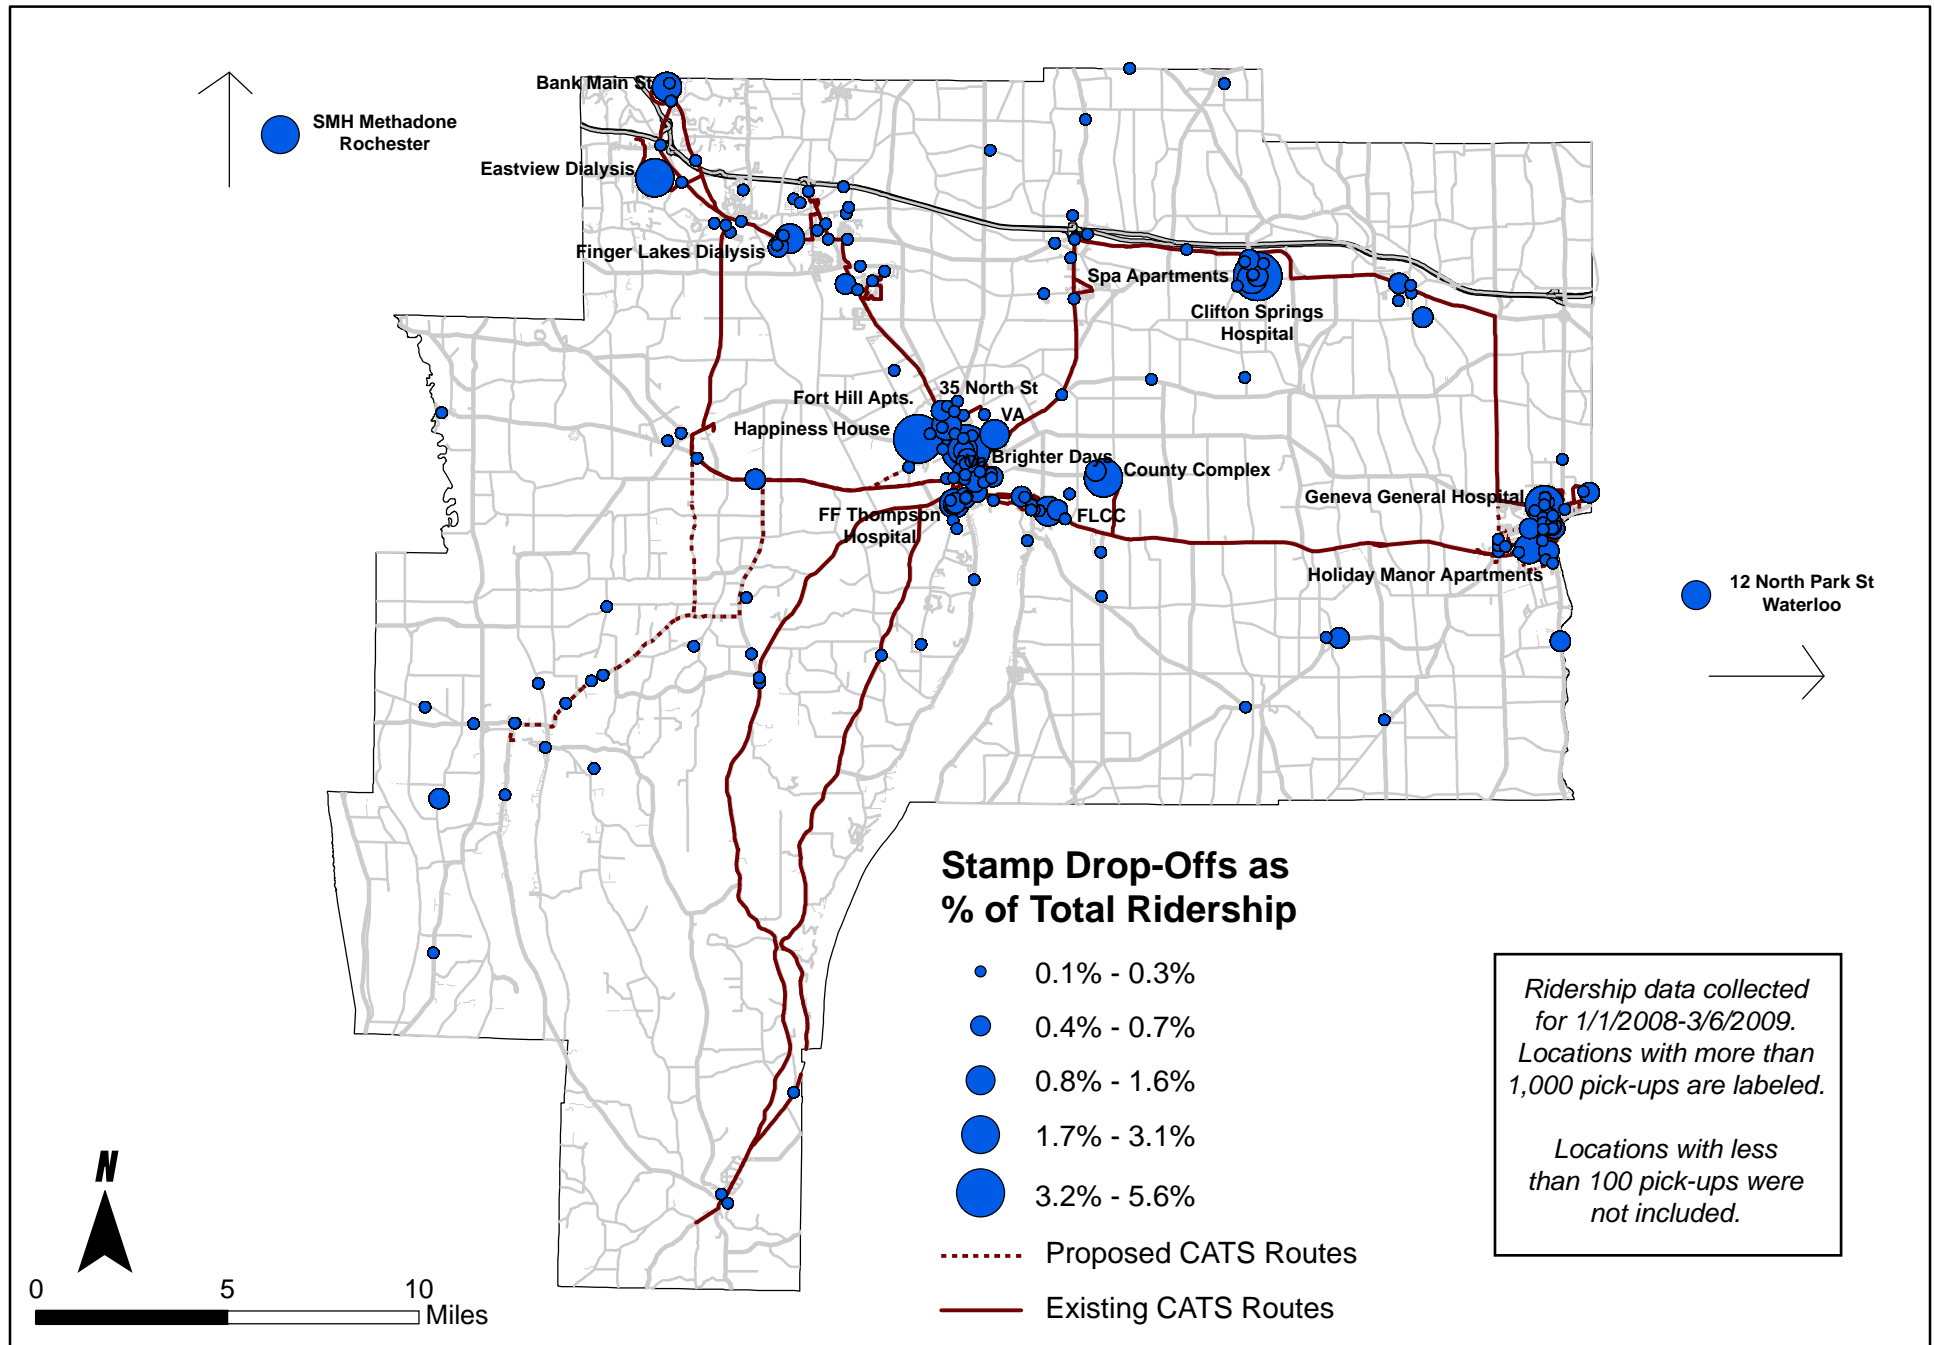 Bank Main St
SMH Methadone
Rochester
Eastview Dialysis
Finger Lakes Dialysis
Spa Apartments
Clifton Springs
Hospital
35 North St
Fort Hill Apts.
VA
Happiness House
Brighter Days
County Complex
Geneva General Hospital
FF Thompson
Hospital
FLCC
Holiday Manor Apartments
12 North Park St
Waterloo
Stamp Drop-Offs as
% of Total Ridership
0.1% - 0.3%
0.4% - 0.7%
0.8% - 1.6%
1.7% - 3.1%
3.2% - 5.6%
Proposed CATS Routes
Existing CATS Routes
Ridership data collected
for 1/1/2008-3/6/2009.
Locations with more than
1,000 pick-ups are labeled.
Locations with less
than 100 pick-ups were
not included.
N
0 5 10
Miles